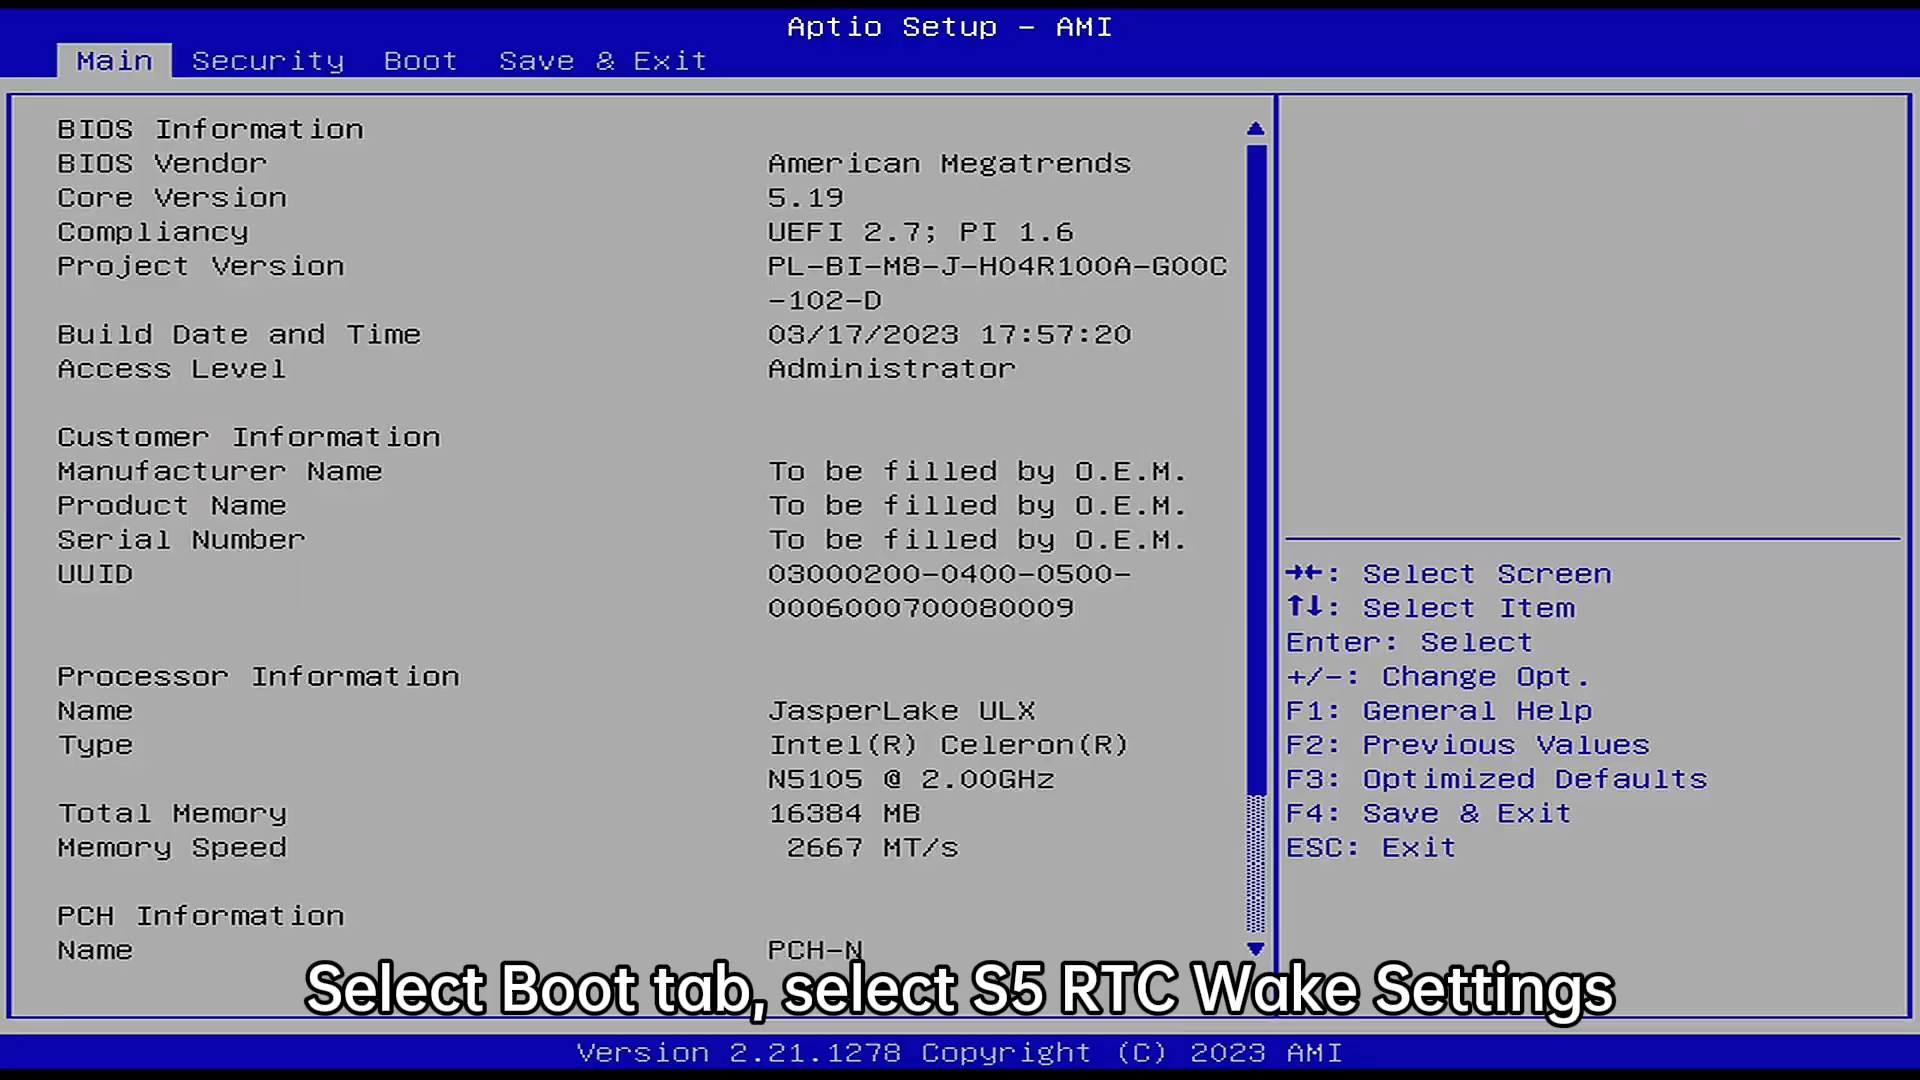 Aptio Setup – AMI
Main Security Boot Save & Exit
BIOS Information
BIOS Vendor American Megatrends
Core Version 5.19
Compliancy UEFI 2.7; PI 1.6
Project Version PL-BI-M8-J-H04R100A-G00C
-102-D
Build Date and Time 03/17/2023 17:57:20
Access Level Administrator
Customer Information
Manufacturer Name To be filled by O.E.M.
Product Name To be filled by O.E.M.
Serial Number To be filled by O.E.M.
UUID 03000200-0400-0500-
0006000700080009
Processor Information
Name JasperLake ULX
Type Intel(R) Celeron(R)
N5105 @ 2.00GHz
Total Memory 16384 MB
Memory Speed 2667 MT/s
PCH Information
Name PCH-N
→←: Select Screen
↑↓: Select Item
Enter: Select
+/-: Change Opt.
F1: General Help
F2: Previous Values
F3: Optimized Defaults
F4: Save & Exit
ESC: Exit
Select Boot tab, select S5 RTC Wake Settings
Version 2.21.1278 Copyright (C) 2023 AMI